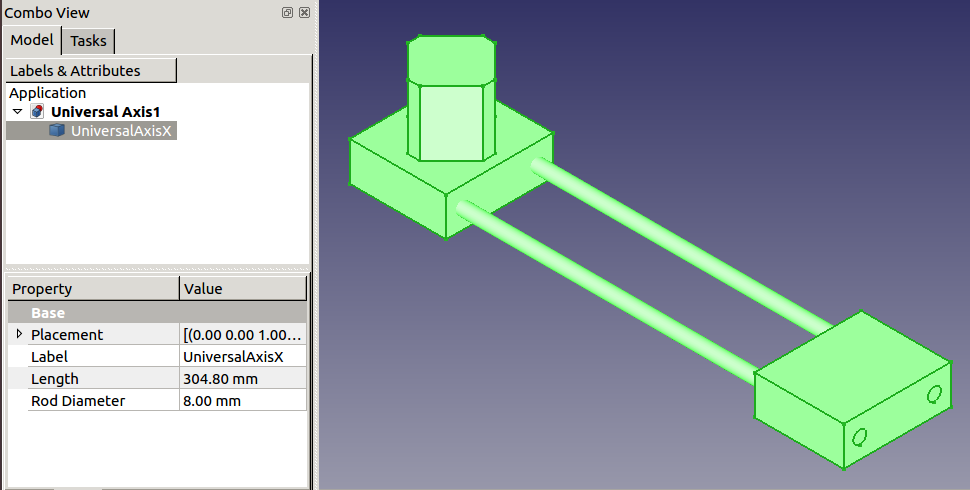 Combo View
Model Tasks
Labels & Attributes
Application
Universal Axis1
UniversalAxisX
Property Value
Base
Placement [(0.00 0.00 1.00...
Label UniversalAxisX
Length 304.80 mm
Rod Diameter 8.00 mm